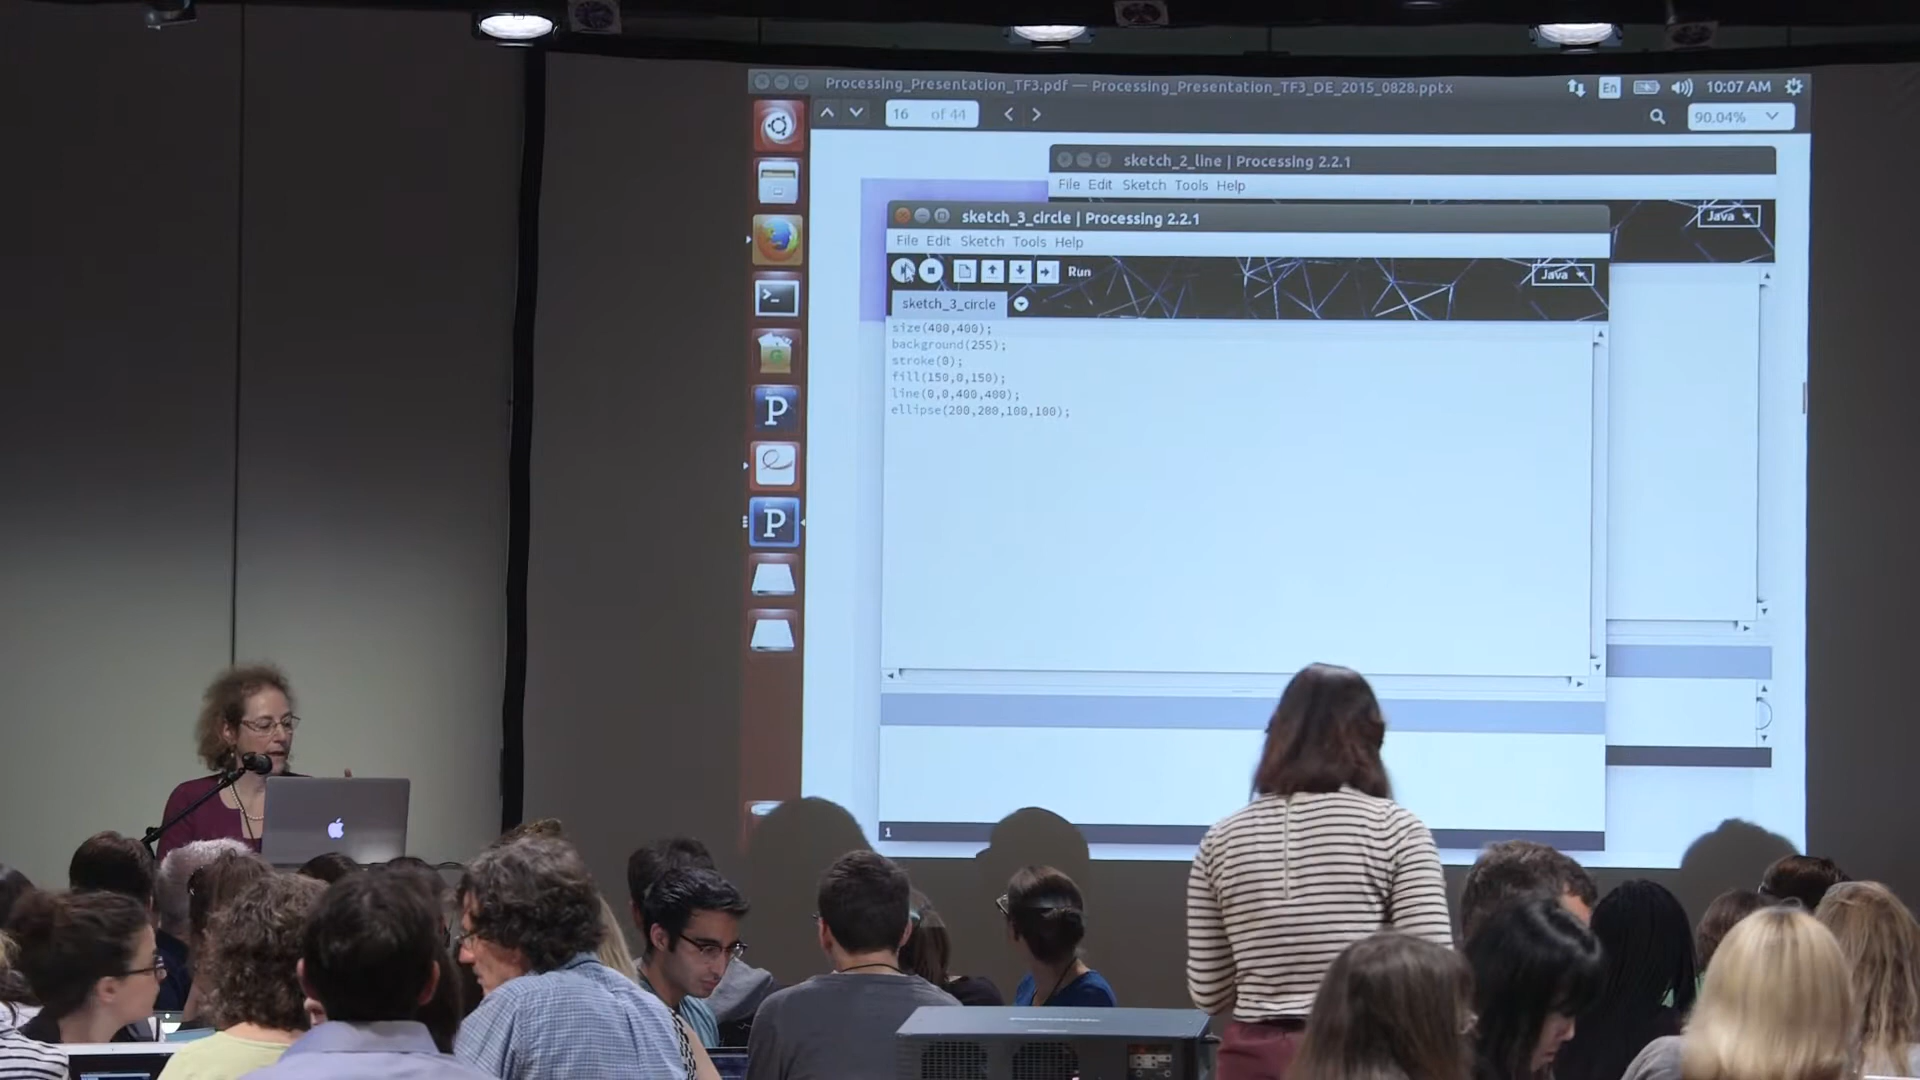 Processing_Presentation_TF3.pdf — Processing_Presentation_TF3_DE_2015_0828.pptx
En
10:07 AM
16 of 44
90.04%
sketch_2_line | Processing 2.2.1
File Edit Sketch Tools Help
Java
sketch_3_circle | Processing 2.2.1
File Edit Sketch Tools Help
Run
Java
sketch_3_circle
size(400,400);
background(255);
stroke(0);
fill(150,0,150);
line(0,0,400,400);
ellipse(200,200,100,100);
1
P
P